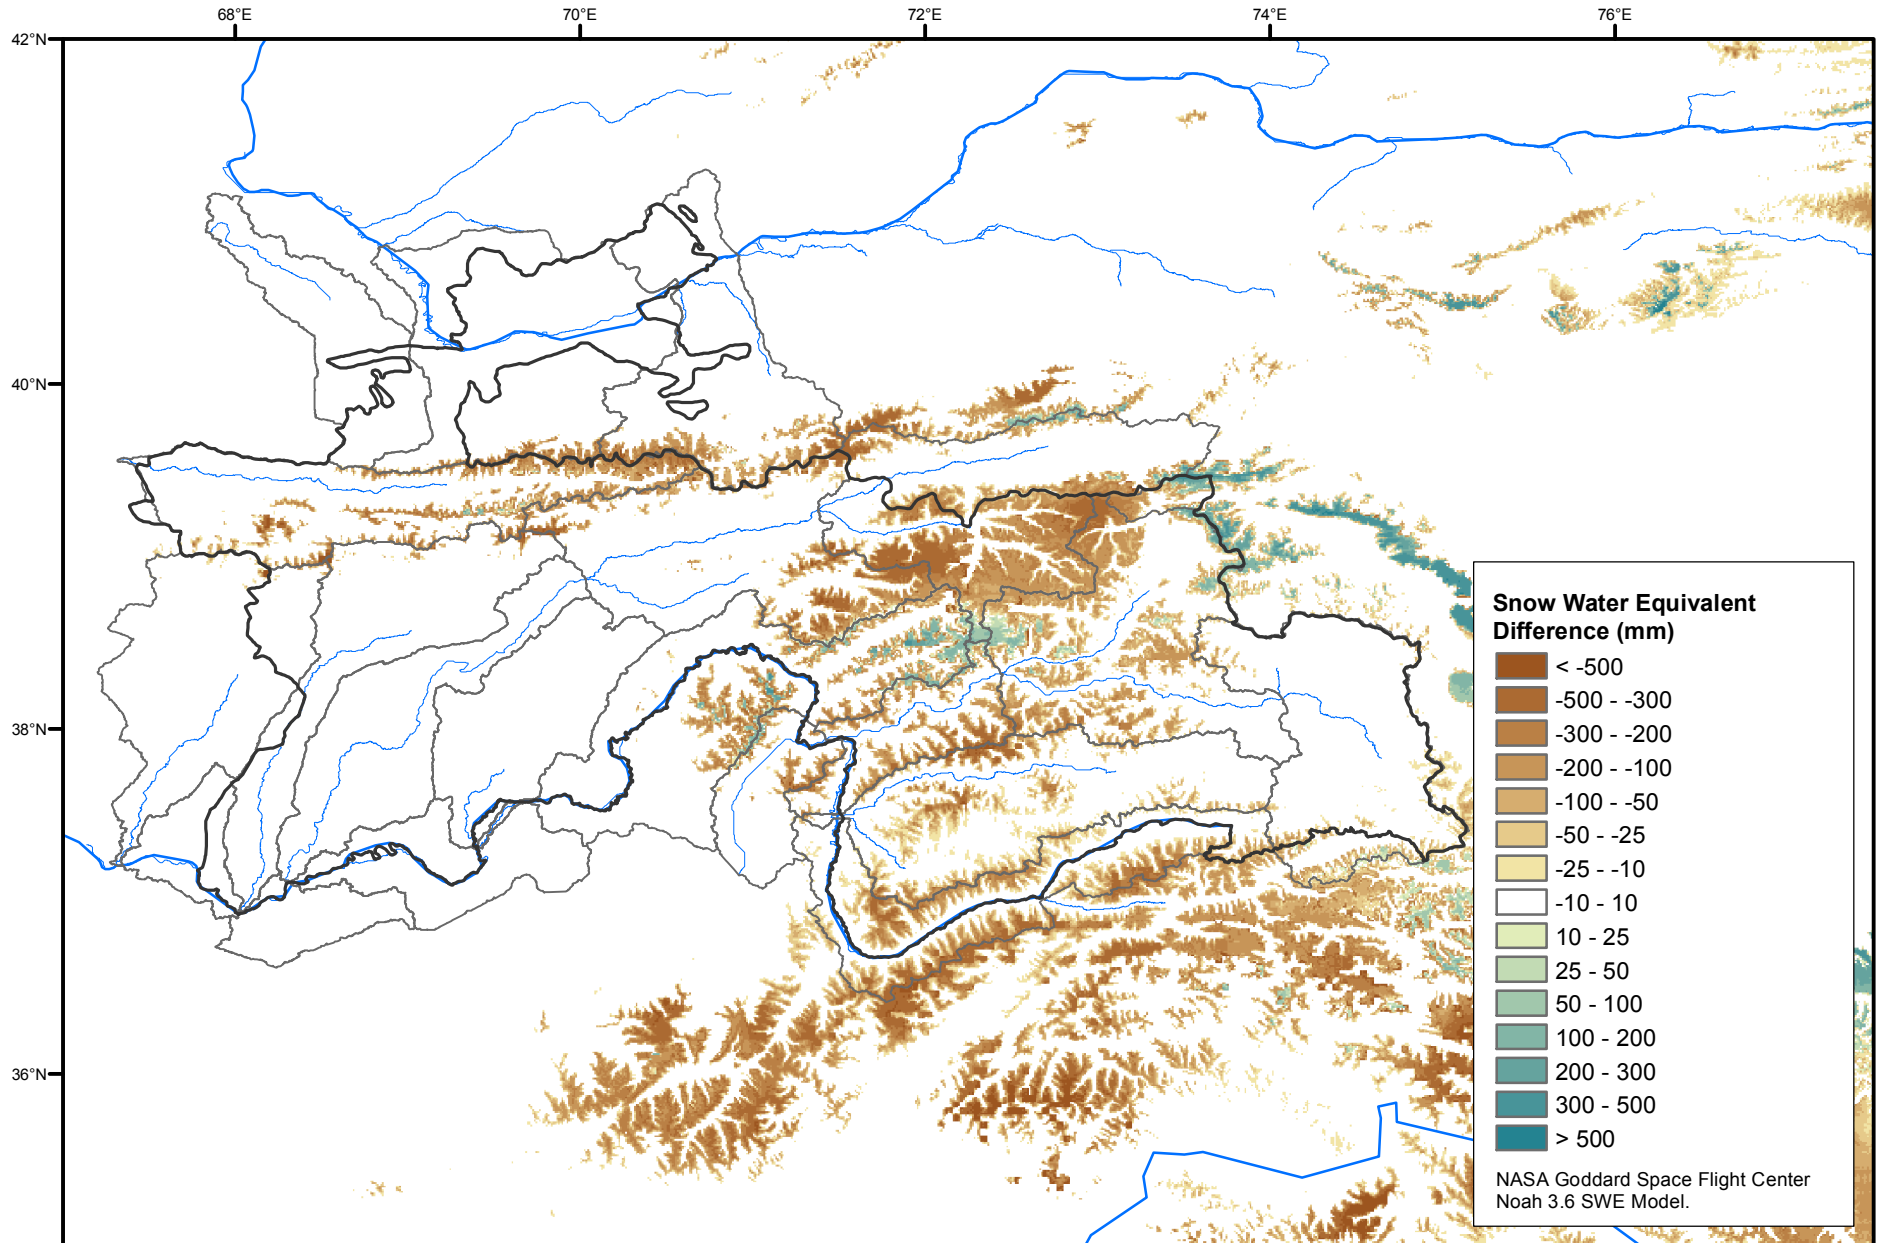 68°E
70°E
72°E
74°E
76°E
42°N
40°N
38°N
36°N
Snow Water Equivalent
Difference (mm)
< -500
-500 - -300
-300 - -200
-200 - -100
-100 - -50
-50 - -25
-25 - -10
-10 - 10
10 - 25
25 - 50
50 - 100
100 - 200
200 - 300
300 - 500
> 500
NASA Goddard Space Flight Center
Noah 3.6 SWE Model.